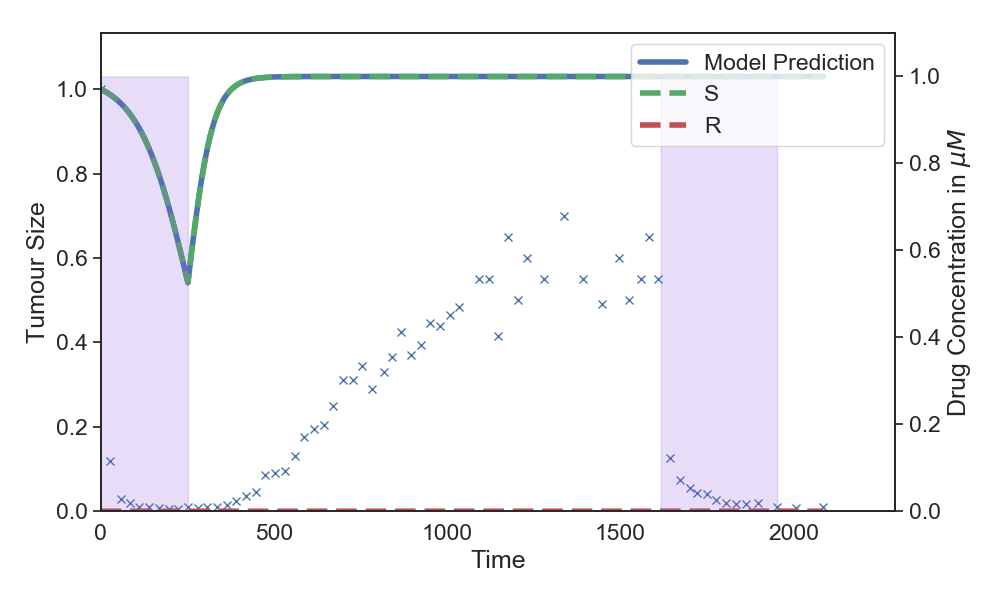 Model Prediction
S
R
Tumour Size
1.0
0.8
0.6
0.4
0.2
0.0
Drug Concentration in μM
1.0
0.8
0.6
0.4
0.2
0.0
0
500
1000
1500
2000
Time